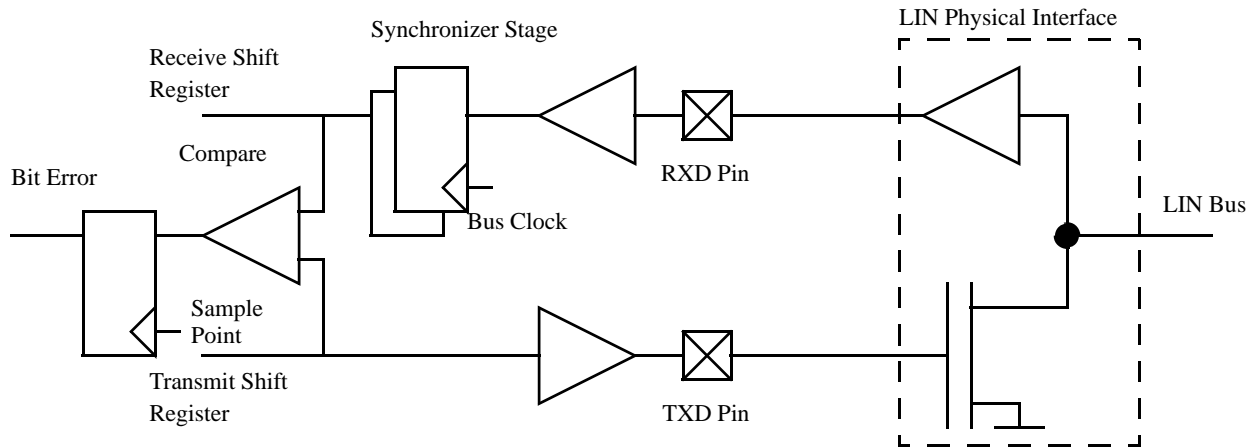 LIN Physical Interface
Synchronizer Stage
Receive Shift
Register
Compare
RXD Pin
Bit Error
Bus Clock
LIN Bus
Sample
Point
Transmit Shift
Register
TXD Pin